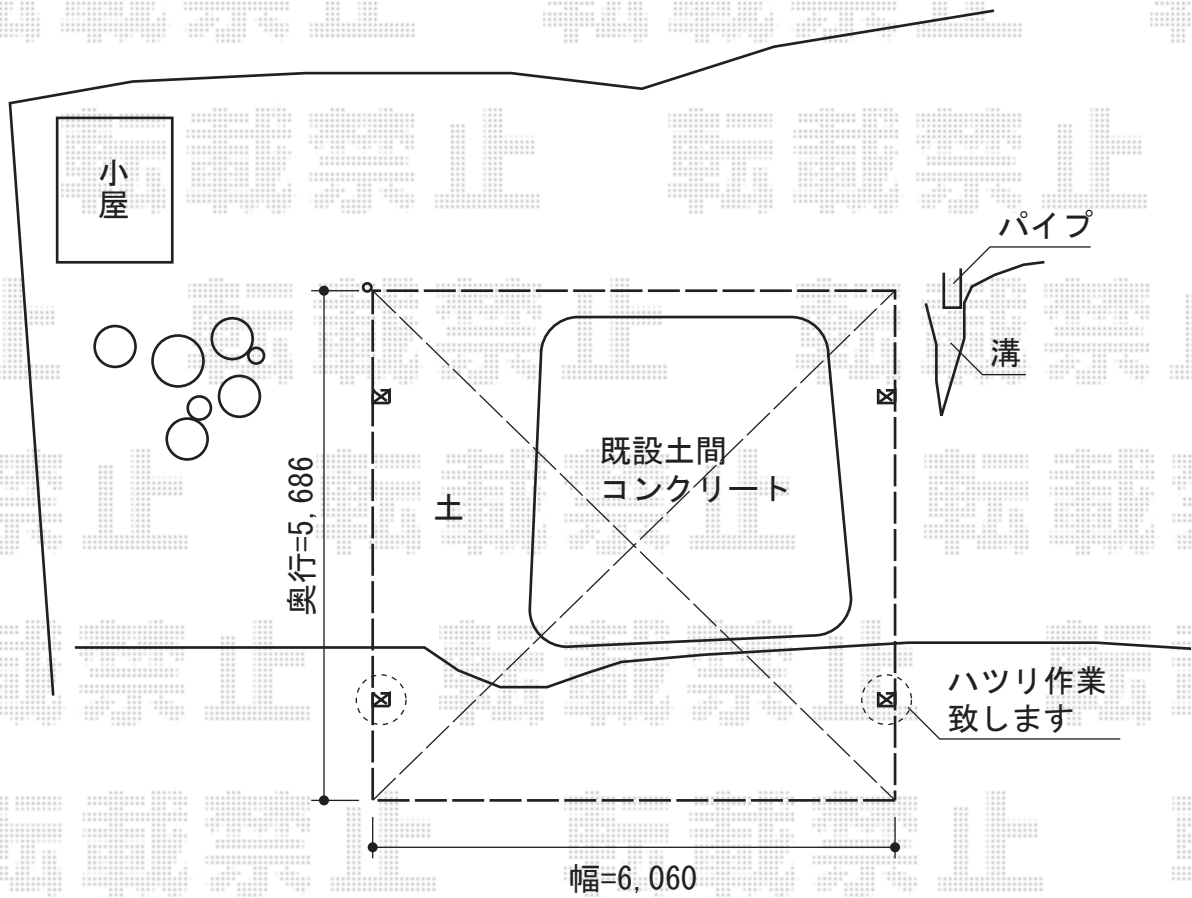 小屋
パイプ
溝
既設土間
コンクリート
土
奥行=5,686
ハツリ作業
致します
幅=6,060
転載禁止